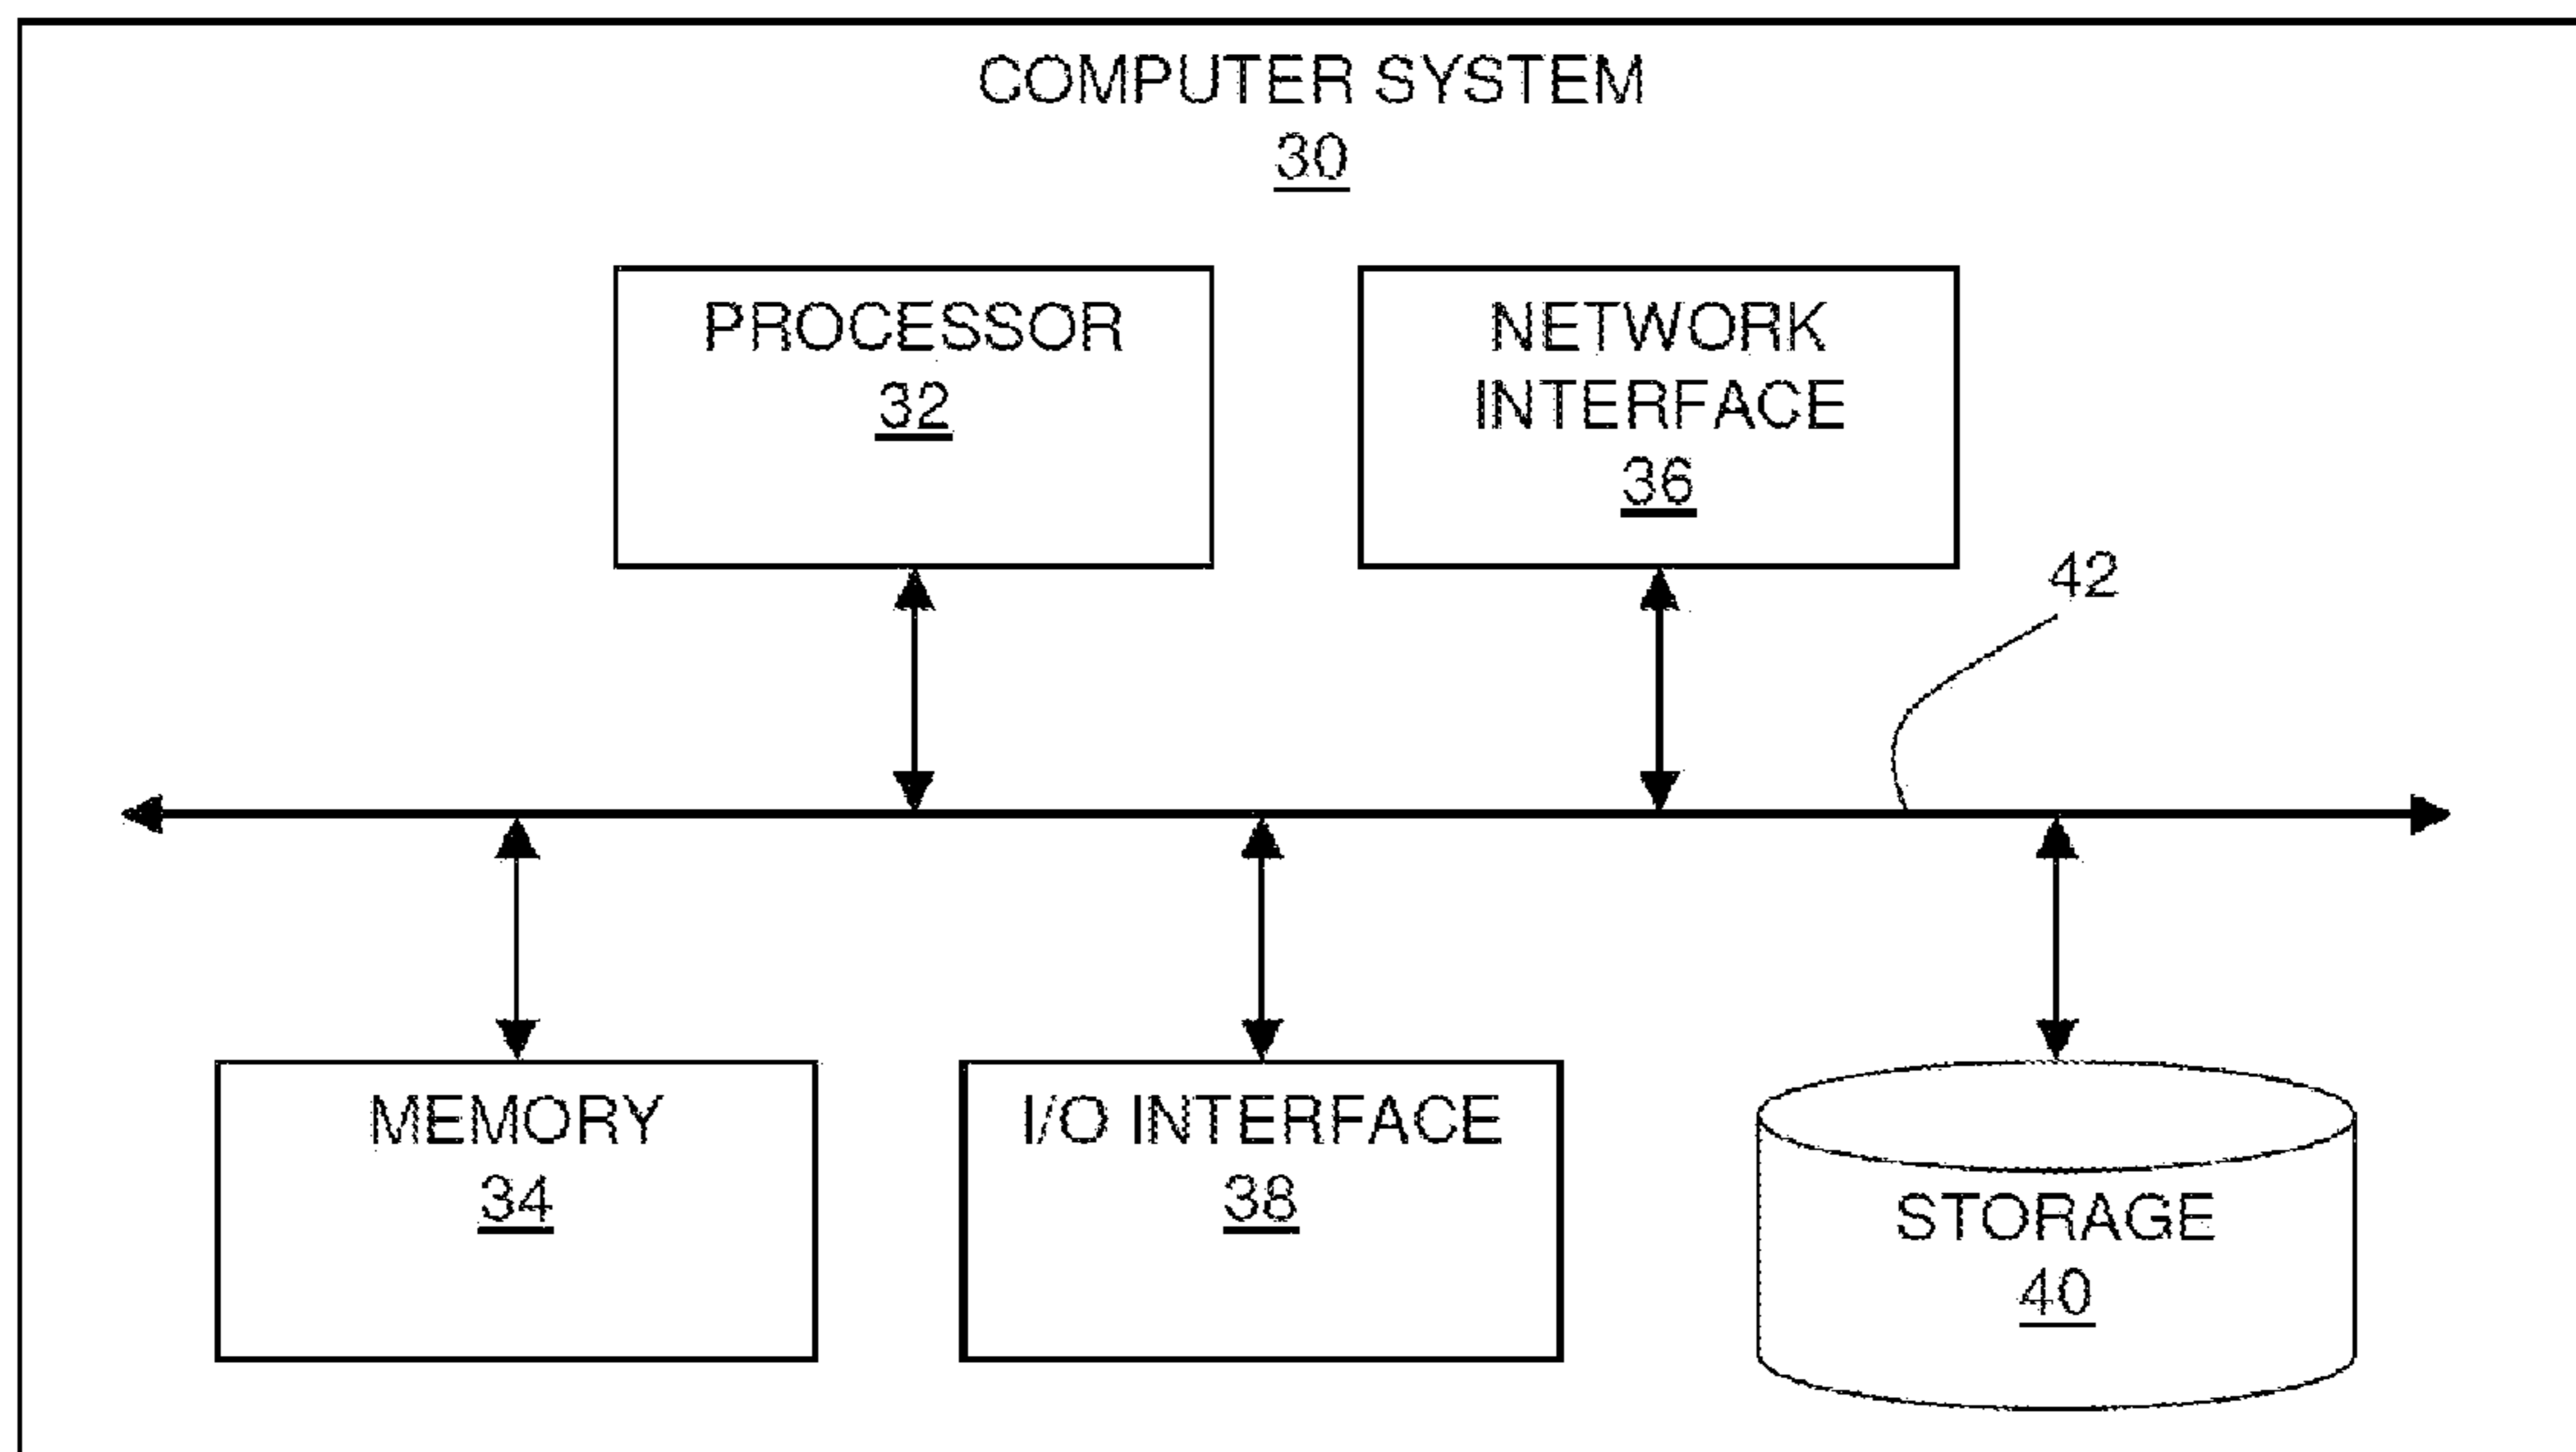 COMPUTER SYSTEM
30
PROCESSOR
32
NETWORK
INTERFACE
36
42
MEMORY
34
I/O INTERFACE
38
STORAGE
40